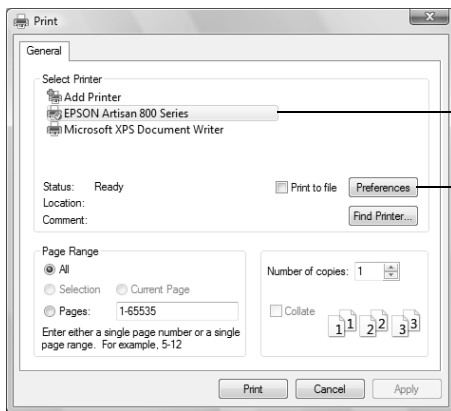 Print
X
General
Select Printer
Add Printer
EPSON Artisan 800 Series
Microsoft XPS Document Writer
Status: Ready
Print to file
Preferences
Location:
Comment:
Find Printer...
Page Range
All
Selection
Current Page
Pages: 1-65535
Enter either a single page number or a single
page range. For example, 5-12
Number of copies: 1
Collate
1 1 2 2 3 3
Print
Cancel
Apply